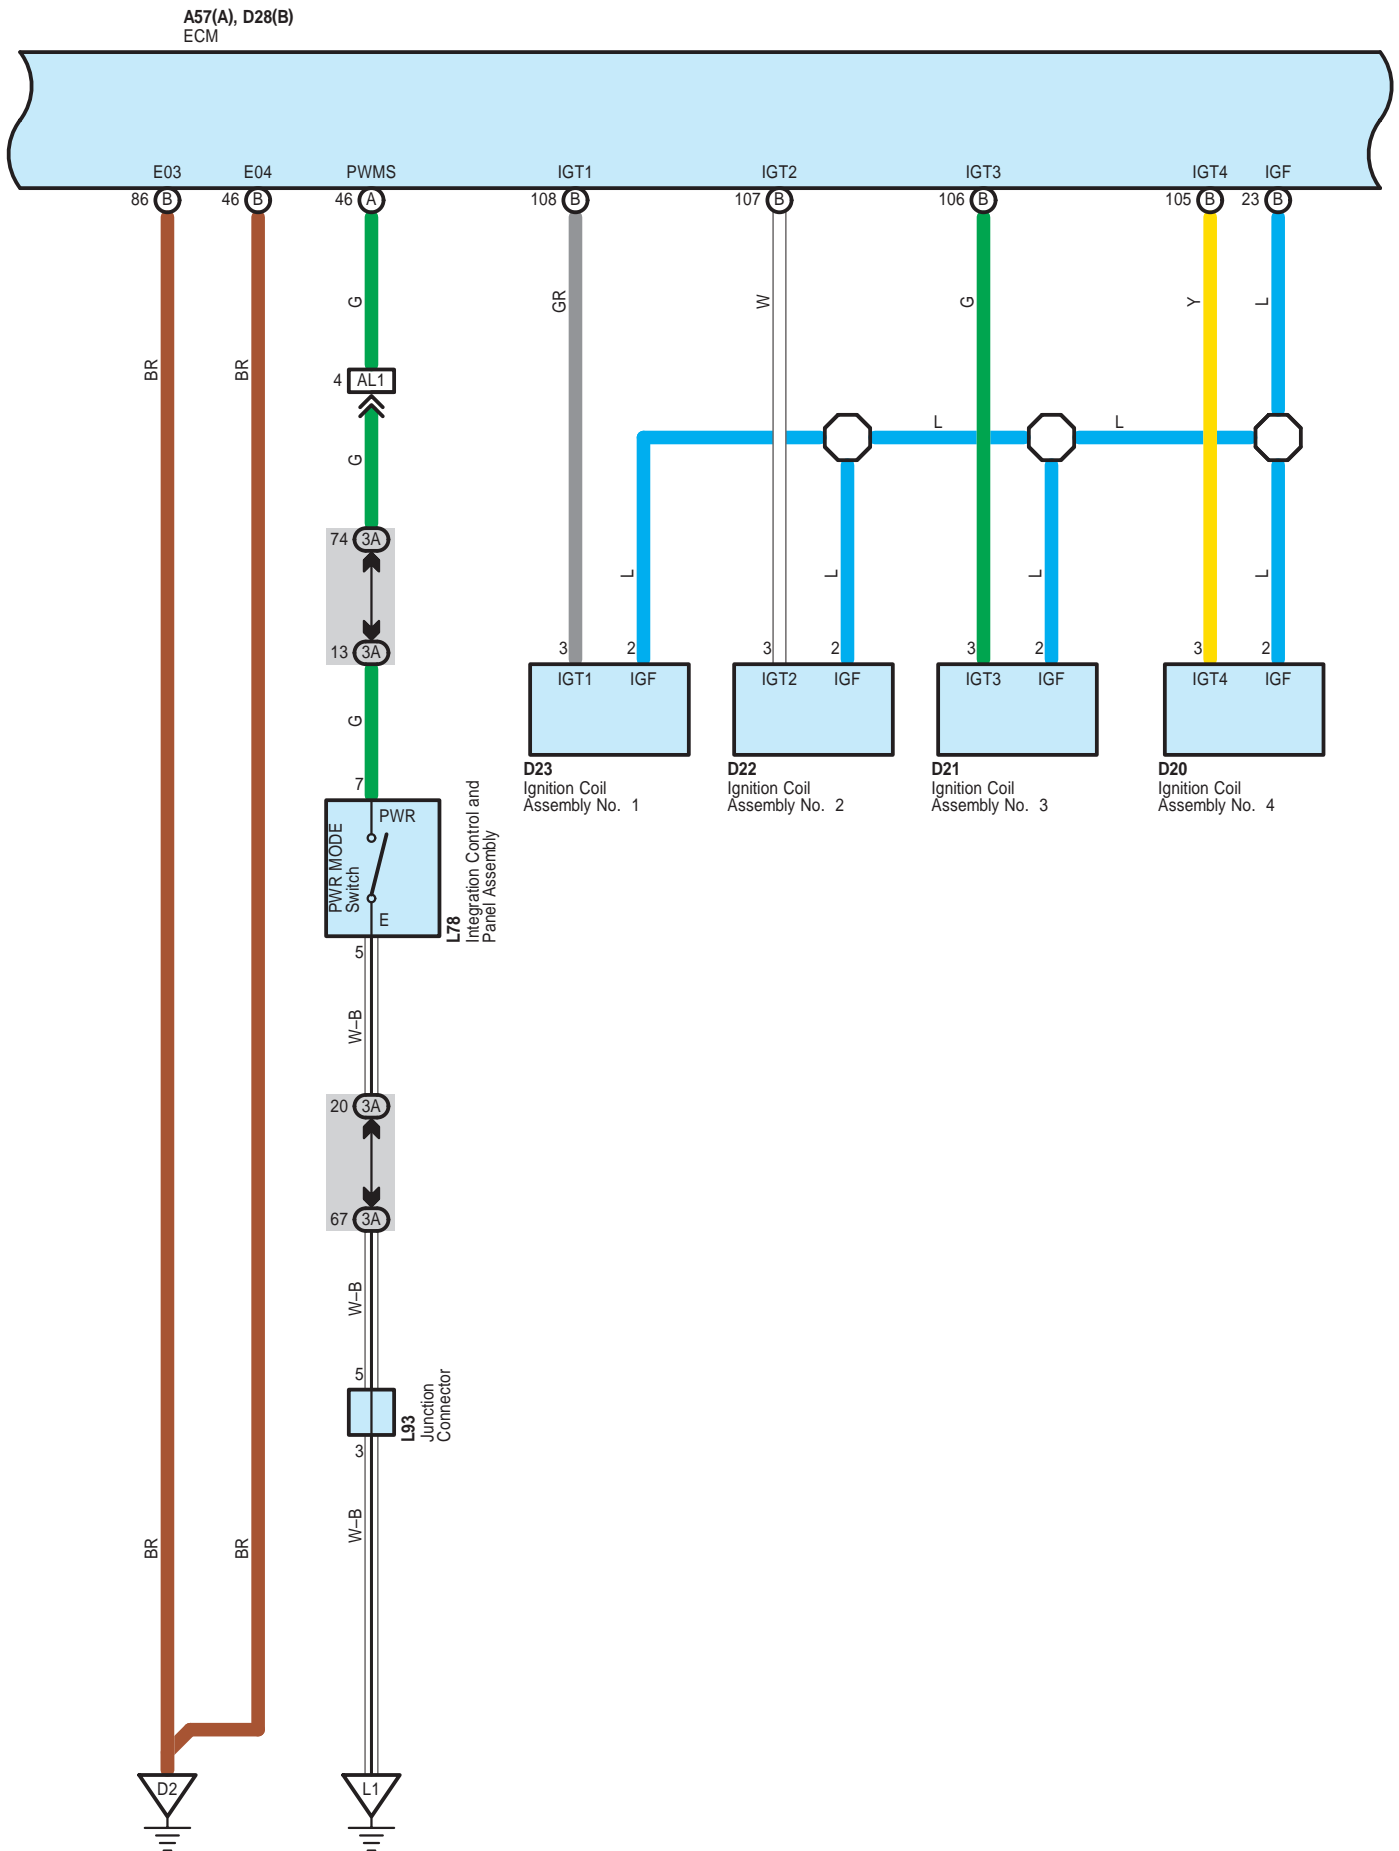 A57(A), D28(B)
ECM
E03 E04 PWMS IGT1 IGT2 IGT3 IGT4 IGF
86 B 46 B 46 A 108 B 107 B 106 B 105 B 23 B
G GR W G Y L
BR BR
4 AL1
L L
G
74 3A
L L L L
13 3A
3 2 3 2 3 2 3 2
IGT1 IGF IGT2 IGF IGT3 IGF IGT4 IGF
G
D23
Ignition Coil
Assembly No. 1
D22
Ignition Coil
Assembly No. 2
D21
Ignition Coil
Assembly No. 3
D20
Ignition Coil
Assembly No. 4
7
PWR
PWR MODE
Switch
E
L78
Integration Control and
Panel Assembly
5
W–B
20 3A
67 3A
W–B
5
L93
Junction
Connector
3
W–B
BR BR
D2 L1